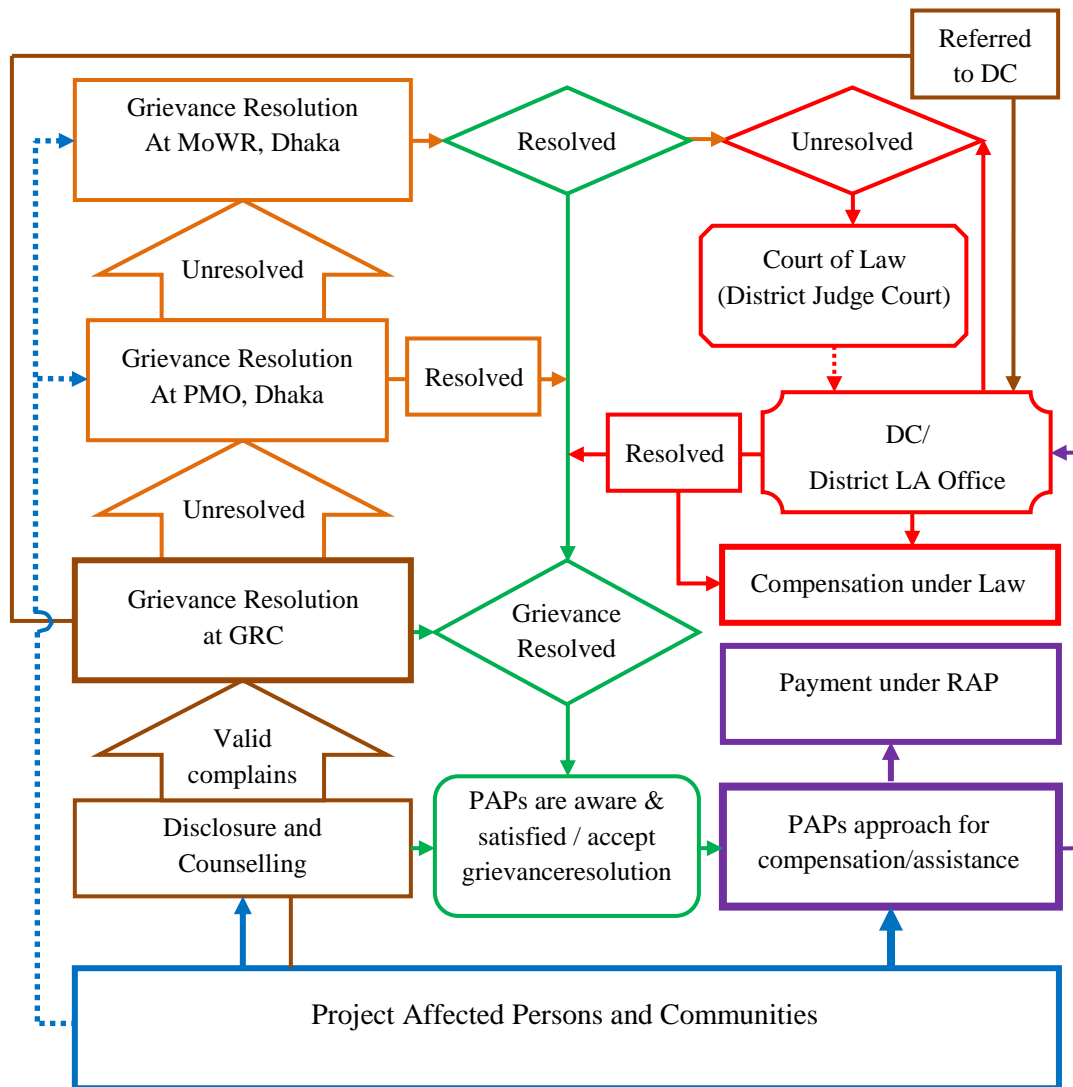 Referred
to DC
Grievance Resolution
At MoWR, Dhaka
Resolved
Unresolved
Unresolved
Court of Law
(District Judge Court)
Grievance Resolution
At PMO, Dhaka
Resolved
Resolved
DC/
District LA Office
Unresolved
Grievance Resolution
at GRC
Grievance
Resolved
Compensation under Law
Payment under RAP
Valid
complains
Disclosure and
Counselling
PAPs are aware &
satisfied / accept
grievanceresolution
PAPs approach for
compensation/assistance
Project Affected Persons and Communities